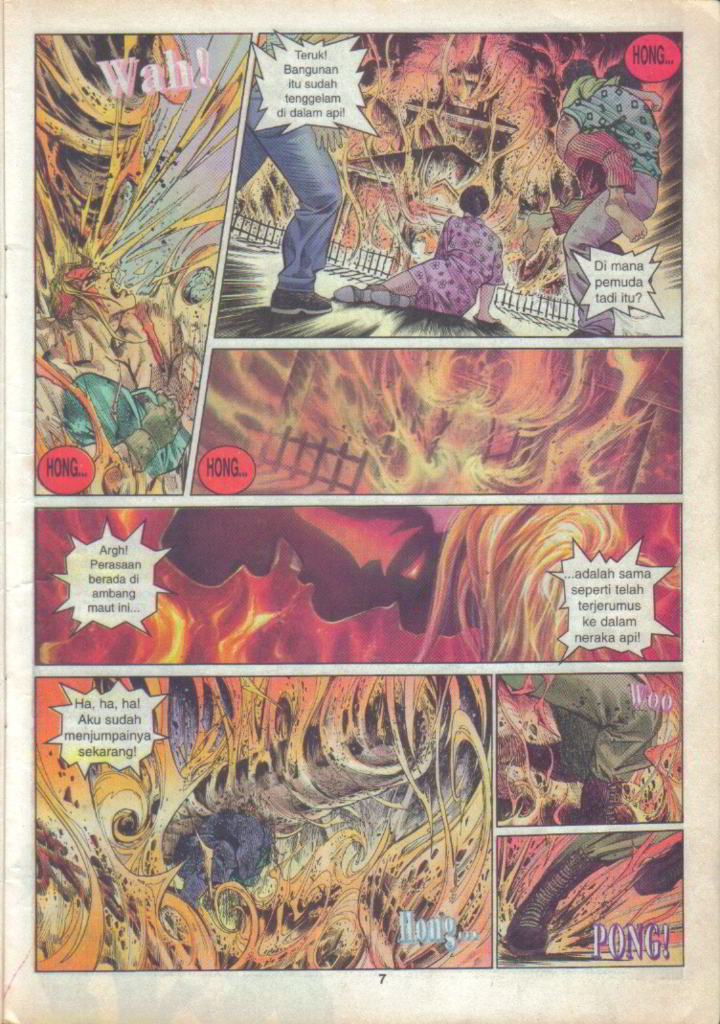 Wah!
Teruk!
Bangunan
itu sudah
tenggelam
di dalam api!
HONG...
Di mana
pemuda
tadi itu?
HONG...
HONG...
Argh!
Perasaan
berada di
ambang
maut ini...
...adalah sama
seperti telah
terjerumus
ke dalam
neraka api!
Ha, ha, ha!
Aku sudah
menjumpainya
sekarang!
Hong...
Woo
PONG!
7